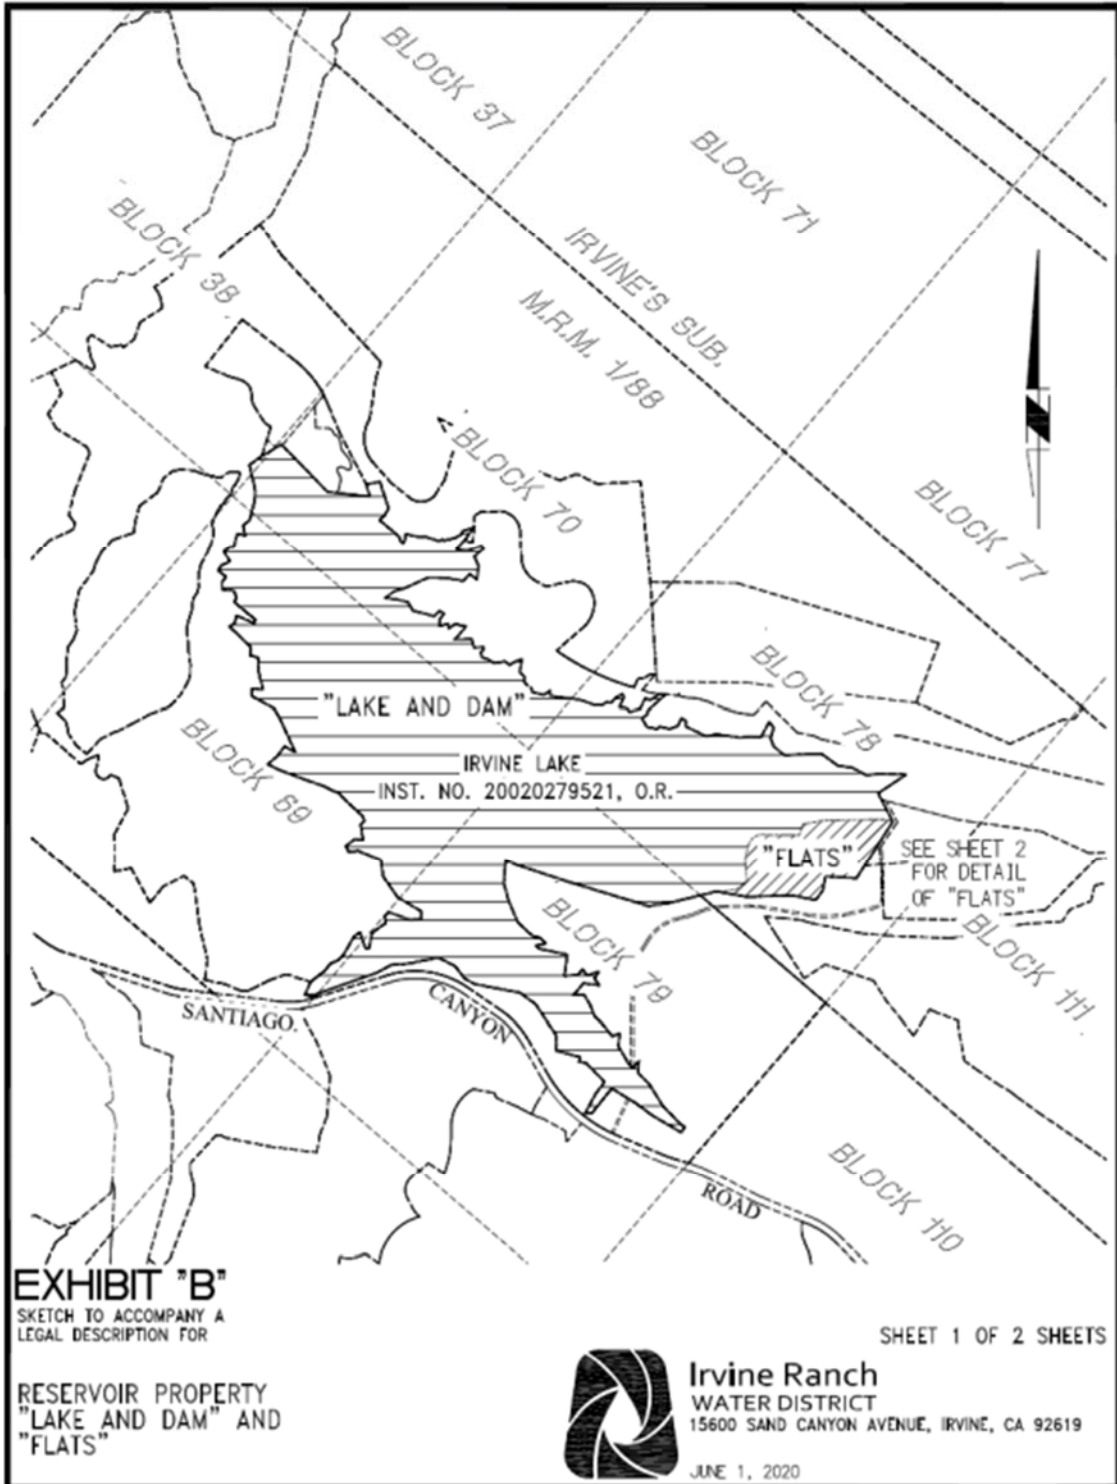 BLOCK 37
BLOCK 71
BLOCK 38
IRVINE'S SUB.
M.R.M. 1/88
BLOCK 70
BLOCK 77
"LAKE AND DAM"
BLOCK 78
BLOCK 69
IRVINE LAKE
INST. NO. 20020279521, O.R.
"FLATS"
SEE SHEET 2
FOR DETAIL
OF "FLATS"
BLOCK 79
BLOCK 111
SANTIAGO
CANYON
ROAD
BLOCK 110
EXHIBIT "B"
SKETCH TO ACCOMPANY A
LEGAL DESCRIPTION FOR
SHEET 1 OF 2 SHEETS
RESERVOIR PROPERTY
"LAKE AND DAM" AND
"FLATS"
Irvine Ranch
WATER DISTRICT
15600 SAND CANYON AVENUE, IRVINE, CA 92619
JUNE 1, 2020